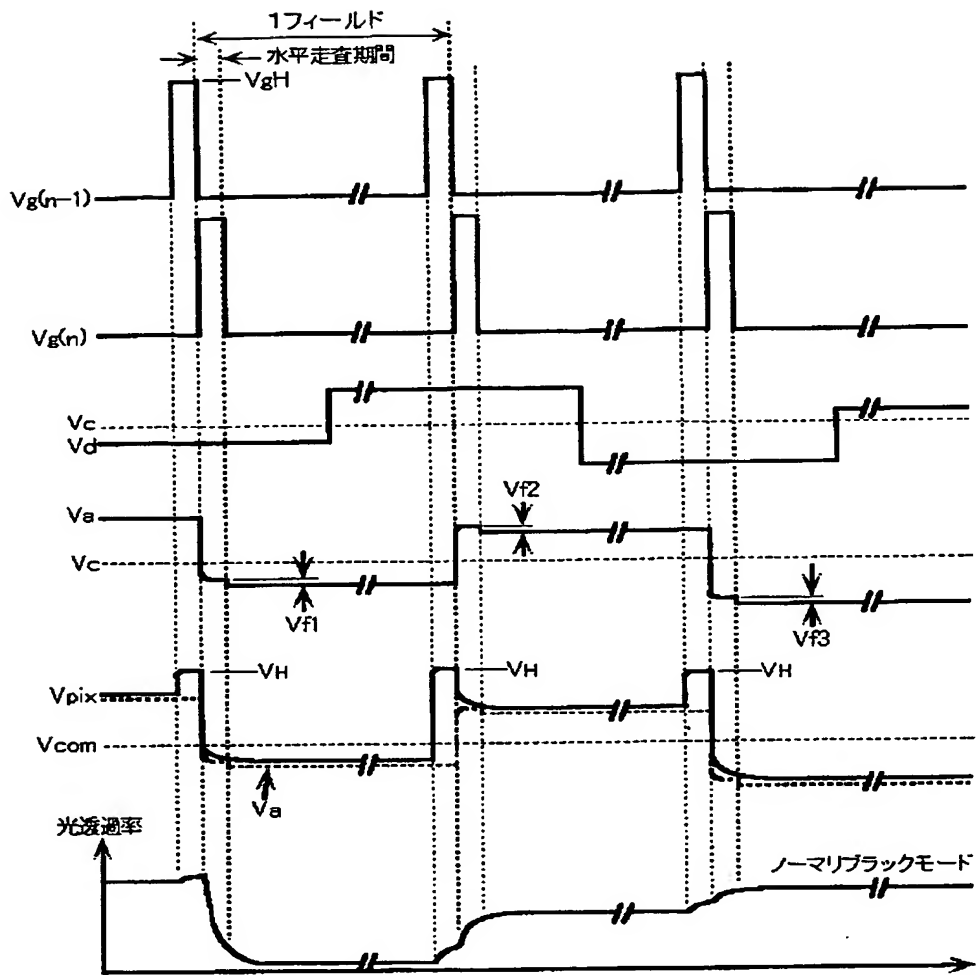 1フィールド
水平走査期間
VgH
Vg(n-1)
Vg(n)
Vc
Vd
Vf2
Va
Vc
Vf1
Vf3
VH
VH
VH
Vpix
Vcom
Va
光透過率
ノーマリブラックモード